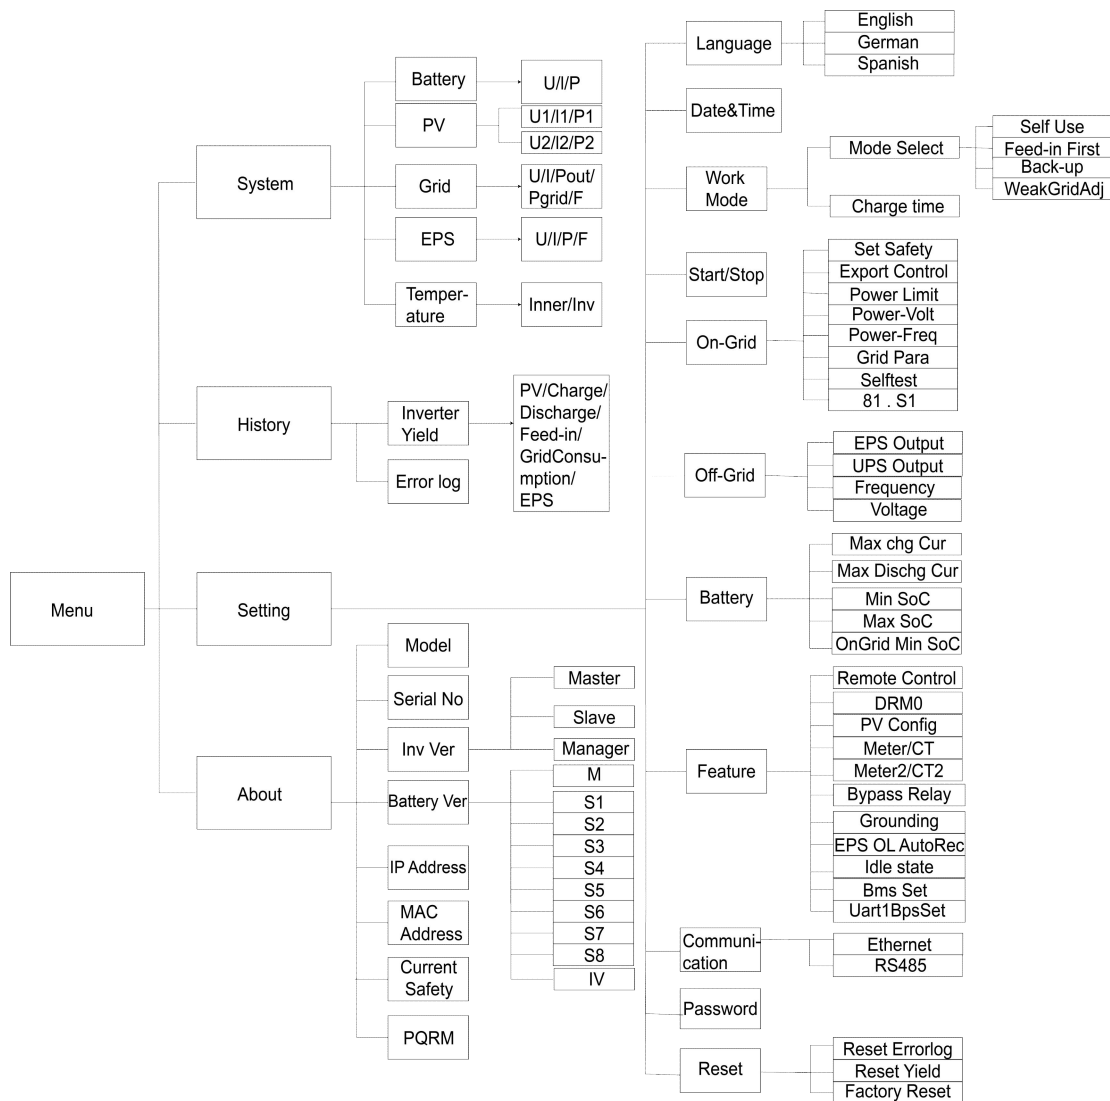 Menu
System
Battery
U/I/P
PV
U1/I1/P1
U2/I2/P2
Grid
U/I/Pout/
Pgrid/F
EPS
U/I/P/F
Temper-
ature
Inner/Inv
History
Inverter
Yield
PV/Charge/
Discharge/
Feed-in/
GridConsu-
mption/
EPS
Error log
Setting
Language
English
German
Spanish
Date&Time
Work
Mode
Mode Select
Self Use
Feed-in First
Back-up
WeakGridAdj
Charge time
Start/Stop
On-Grid
Set Safety
Export Control
Power Limit
Power-Volt
Power-Freq
Grid Para
Selftest
81 . S1
Off-Grid
EPS Output
UPS Output
Frequency
Voltage
Battery
Max chg Cur
Max Dischg Cur
Min SoC
Max SoC
OnGrid Min SoC
Feature
Remote Control
DRM0
PV Config
Meter/CT
Meter2/CT2
Bypass Relay
Grounding
EPS OL AutoRec
Idle state
Bms Set
Uart1BpsSet
Communi-
cation
Ethernet
RS485
Password
Reset
Reset Errorlog
Reset Yield
Factory Reset
About
Model
Serial No
Inv Ver
Master
Slave
Manager
Battery Ver
M
S1
S2
S3
S4
S5
S6
S7
S8
IV
IP Address
MAC
Address
Current
Safety
PQRM